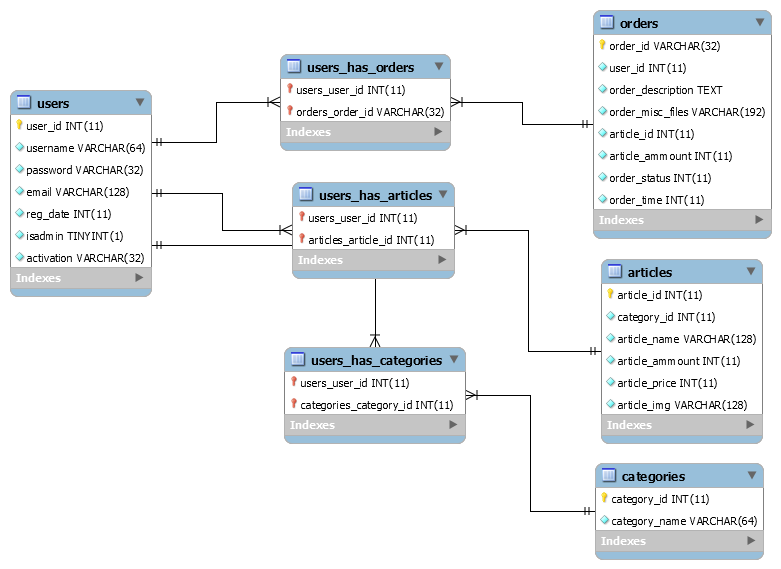 users
user_id INT(11)
username VARCHAR(64)
password VARCHAR(32)
email VARCHAR(128)
reg_date INT(11)
isadmin TINYINT(1)
activation VARCHAR(32)
Indexes
users_has_orders
users_user_id INT(11)
orders_order_id VARCHAR(32)
Indexes
users_has_articles
users_user_id INT(11)
articles_article_id INT(11)
Indexes
users_has_categories
users_user_id INT(11)
categories_category_id INT(11)
Indexes
orders
order_id VARCHAR(32)
user_id INT(11)
order_description TEXT
order_misc_files VARCHAR(192)
article_id INT(11)
article_ammount INT(11)
order_status INT(11)
order_time INT(11)
Indexes
articles
article_id INT(11)
category_id INT(11)
article_name VARCHAR(128)
article_ammount INT(11)
article_price INT(11)
article_img VARCHAR(128)
Indexes
categories
category_id INT(11)
category_name VARCHAR(64)
Indexes